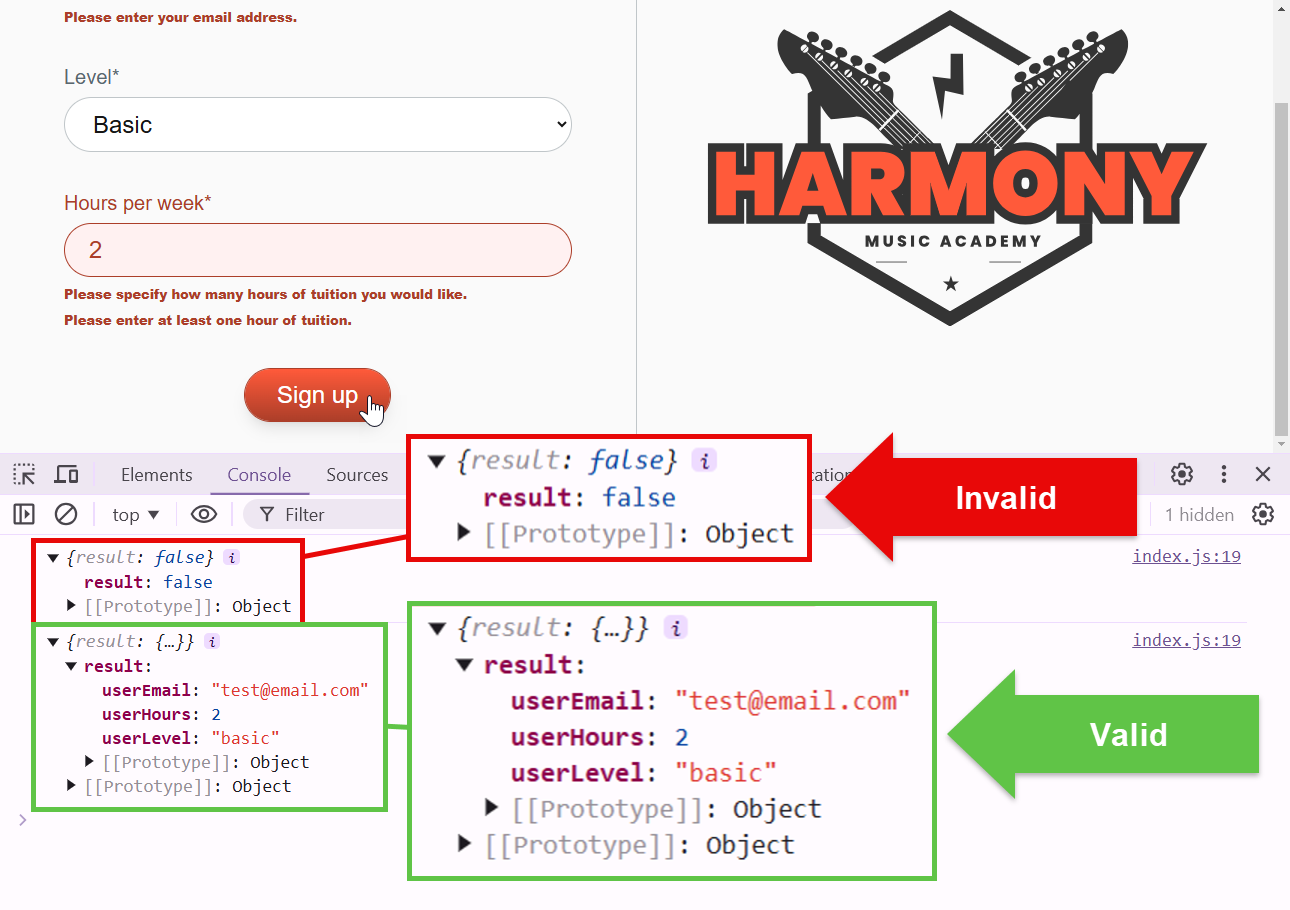 Please enter your email address.
Level*
Basic
Hours per week*
2
Please specify how many hours of tuition you would like.
Please enter at least one hour of tuition.
Sign up
HARMONY
MUSIC ACADEMY
Elements
Console
Sources
cation
top
Filter
1 hidden
{result: false} i
result: false
[[Prototype]]: Object
index.js:19
{result: {…}} i
result:
userEmail: "test@email.com"
userHours: 2
userLevel: "basic"
[[Prototype]]: Object
[[Prototype]]: Object
index.js:19
{result: false} i
result: false
[[Prototype]]: Object
Invalid
{result: {…}} i
result:
userEmail: "test@email.com"
userHours: 2
userLevel: "basic"
[[Prototype]]: Object
[[Prototype]]: Object
Valid